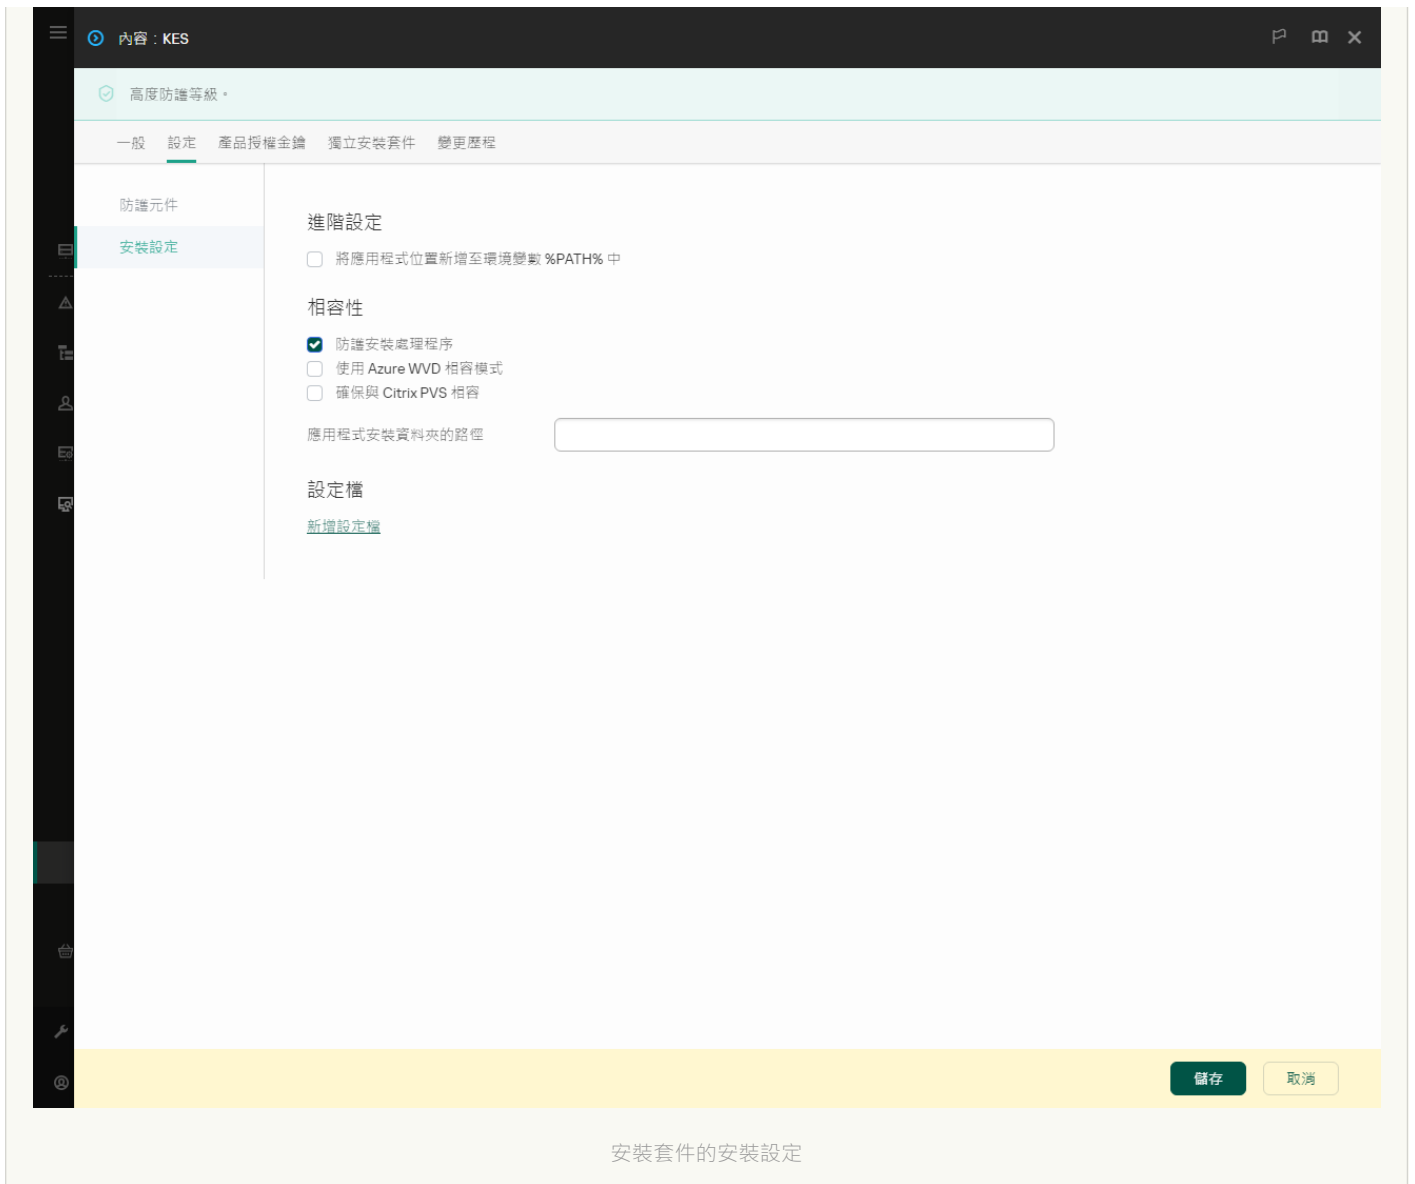 內容：KES
高度防護等級。
一般 設定 產品授權金鑰 獨立安裝套件 變更歷程
防護元件
安裝設定
進階設定
將應用程式位置新增至環境變數 %PATH% 中
相容性
防護安裝處理程序
使用 Azure WVD 相容模式
確保與 Citrix PVS 相容
應用程式安裝資料夾的路徑
設定檔
新增設定檔
儲存 取消
安裝套件的安裝設定